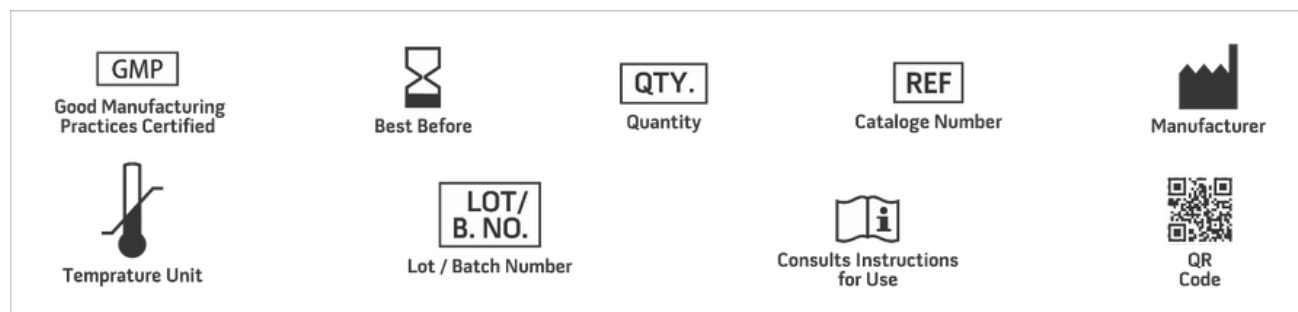 GMP
Good Manufacturing
Practices Certified
Best Before
QTY.
Quantity
REF
Cataloge Number
Manufacturer
Temprature Unit
LOT/
B. NO.
Lot / Batch Number
i
Consults Instructions
for Use
QR
Code